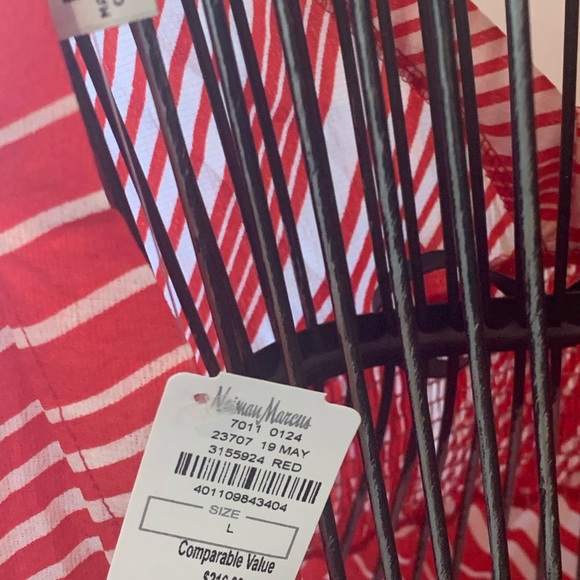 Neiman Marcus
7011 0124
23707 19 MAY
3155924 RED
401109843404
SIZE
L
Comparable Value